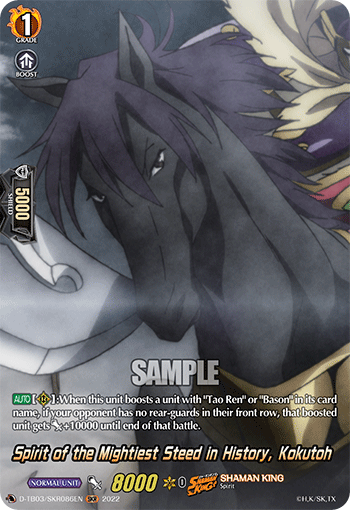 1
GRADE
BOOST
5000
SHIELD
SAMPLE
AUTO [R]:When this unit boosts a unit with "Tao Ren" or "Bason" in its card
name, if your opponent has no rear-guards in their front row, that boosted
unit gets +10000 until end of that battle.
Spirit of the Mightiest Steed in History, Kokutoh
NORMAL UNIT
8000
0
SHAMAN KING
SHAMAN KING
Spirit
D-TB03/SKR086EN
2022
©H,K/SK,TX